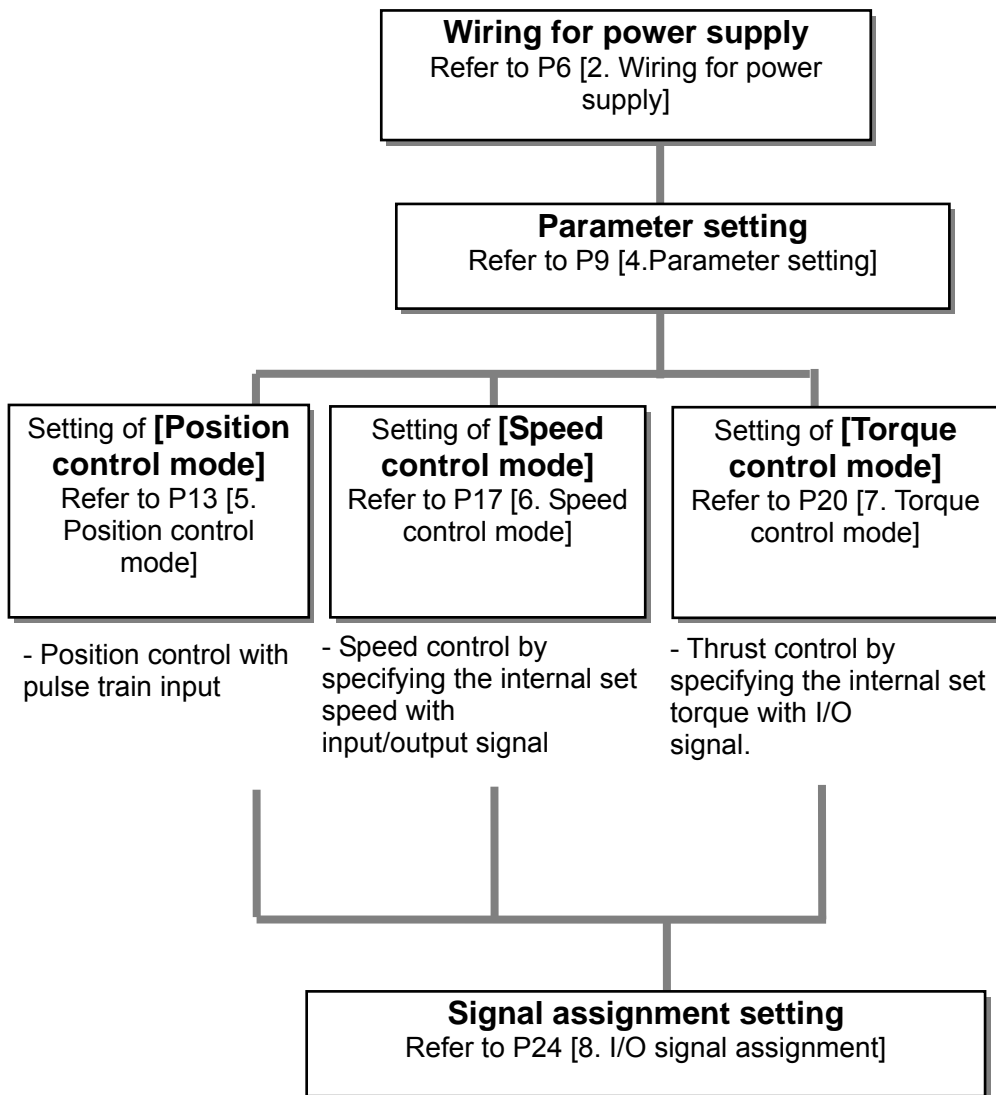 Wiring for power supply
Refer to P6 [2. Wiring for power
supply]
Parameter setting
Refer to P9 [4.Parameter setting]
Setting of [Position
control mode]
Refer to P13 [5.
Position control
mode]
Setting of [Speed
control mode]
Refer to P17 [6. Speed
control mode]
Setting of [Torque
control mode]
Refer to P20 [7. Torque
control mode]
- Position control with
pulse train input
- Speed control by
specifying the internal set
speed with
input/output signal
- Thrust control by
specifying the internal set
torque with I/O
signal.
Signal assignment setting
Refer to P24 [8. I/O signal assignment]